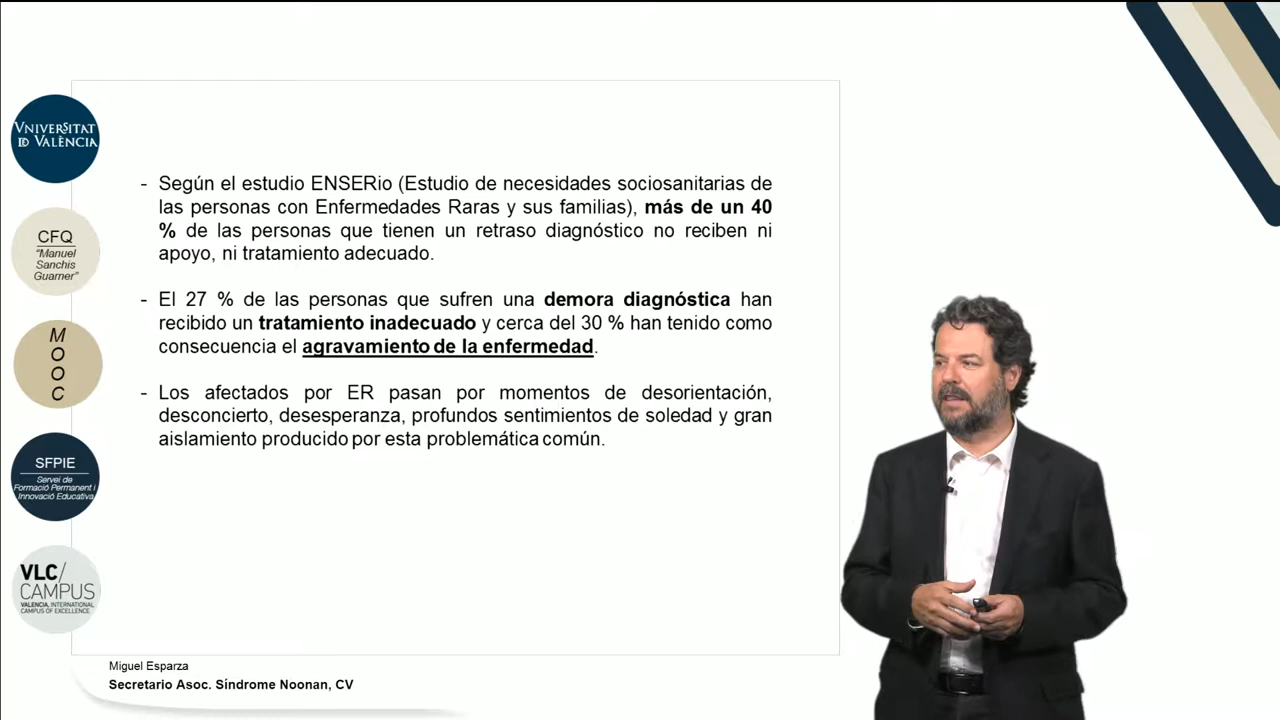 VNIVERSITAT
ID VALÈNCIA
CFQ
"Manuel
Sanchis
Guarner"
M
O
O
C
SFPIE
Servei de
Formació Permanent i
Innovació Educativa
VLC/
CAMPUS
VALENCIA, INTERNATIONAL
CAMPUS OF EXCELLENCE
- Según el estudio ENSERio (Estudio de necesidades sociosanitarias de
las personas con Enfermedades Raras y sus familias), más de un 40
% de las personas que tienen un retraso diagnóstico no reciben ni
apoyo, ni tratamiento adecuado.
- El 27 % de las personas que sufren una demora diagnóstica han
recibido un tratamiento inadecuado y cerca del 30 % han tenido como
consecuencia el agravamiento de la enfermedad.
- Los afectados por ER pasan por momentos de desorientación,
desconcierto, desesperanza, profundos sentimientos de soledad y gran
aislamiento producido por esta problemática común.
Miguel Esparza
Secretario Asoc. Síndrome Noonan, CV